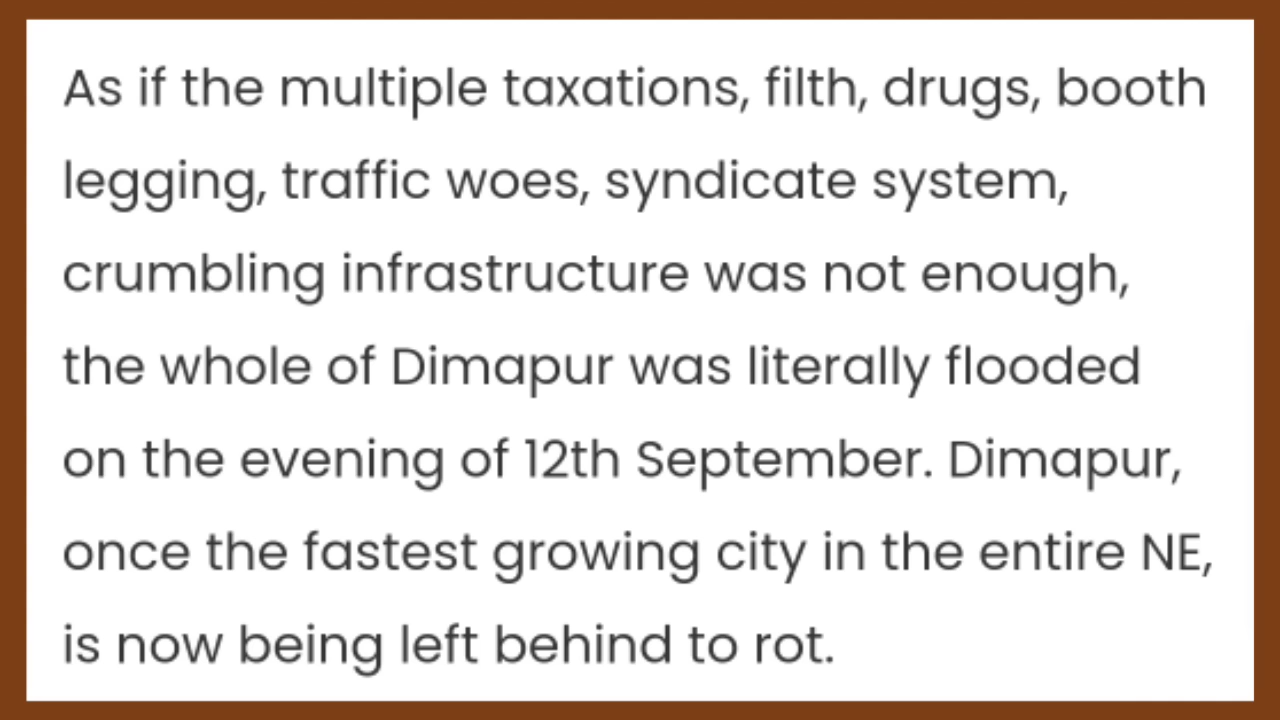 As if the multiple taxations, filth, drugs, booth
legging, traffic woes, syndicate system,
crumbling infrastructure was not enough,
the whole of Dimapur was literally flooded
on the evening of 12th September. Dimapur,
once the fastest growing city in the entire NE,
is now being left behind to rot.